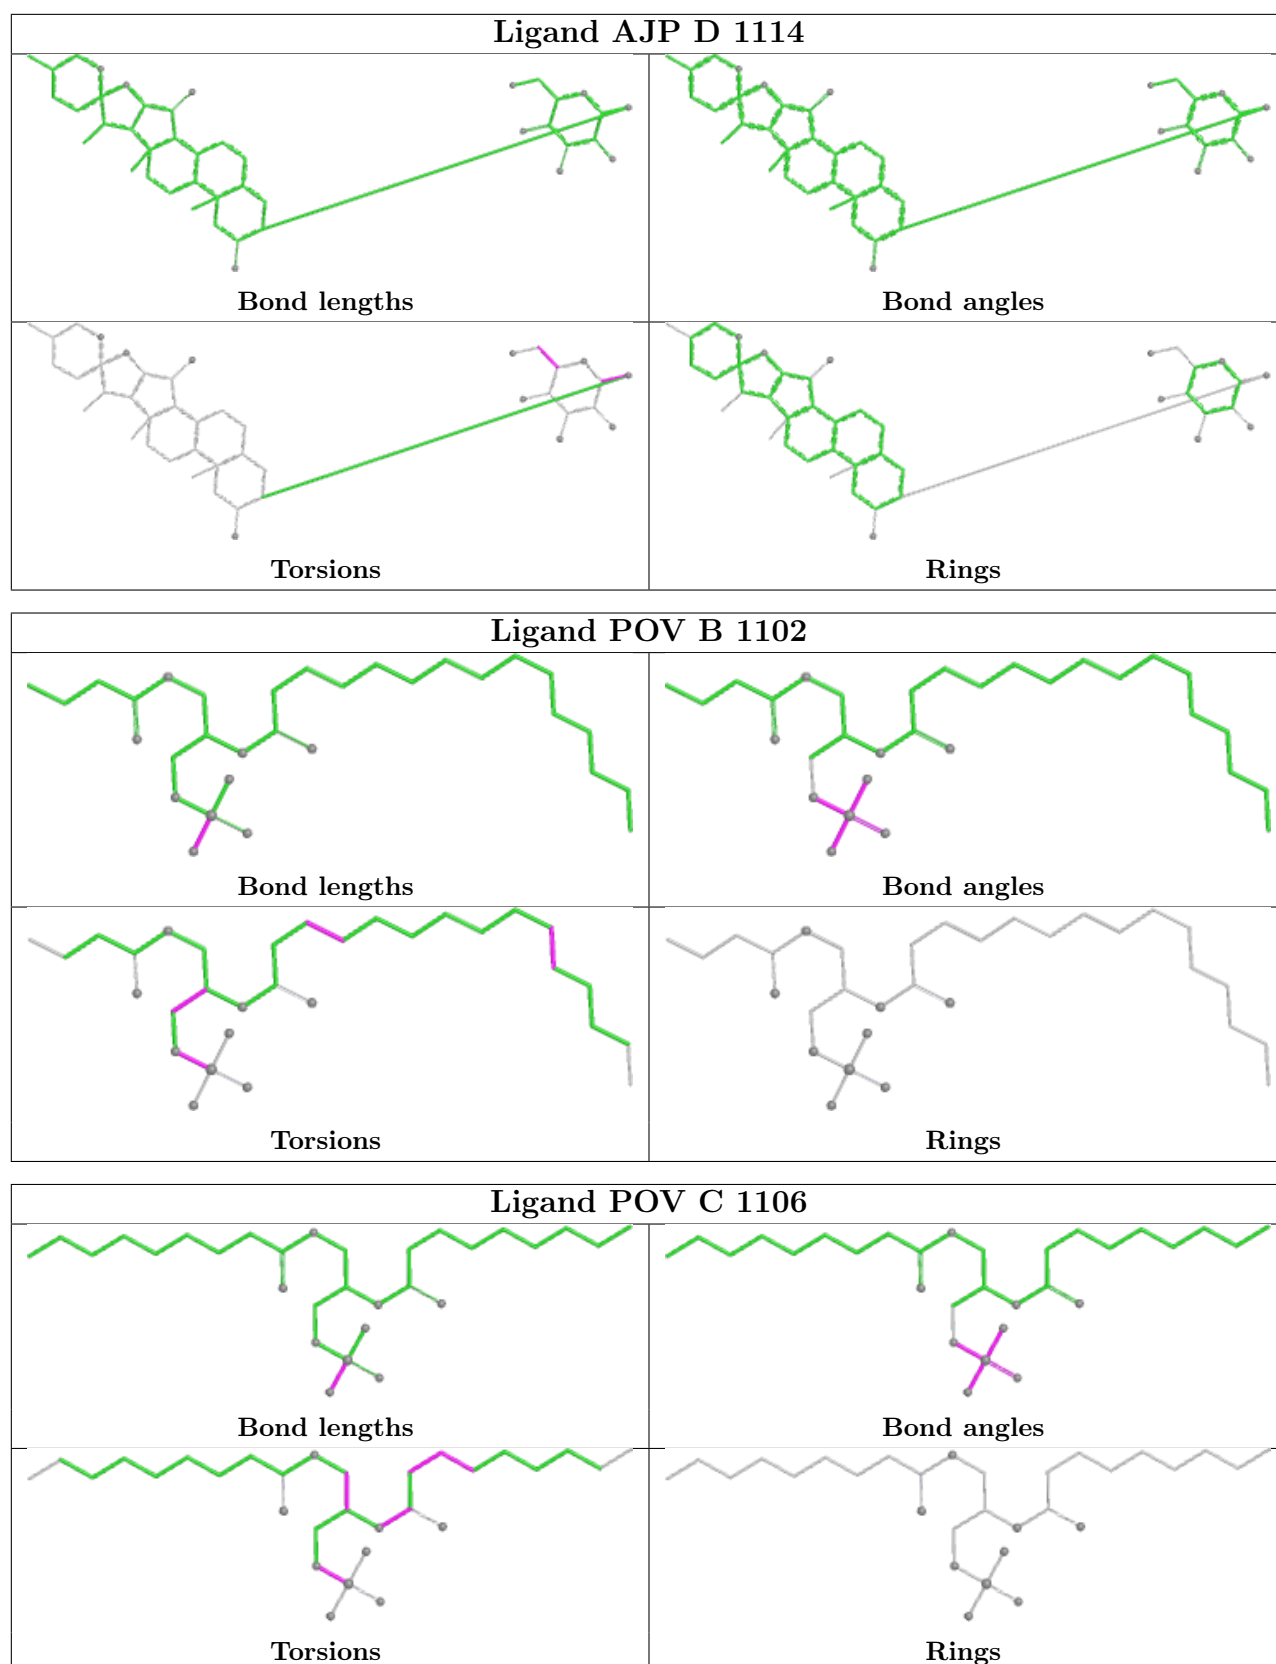 Ligand AJP D 1114
Bond lengths
Bond angles
Torsions
Rings
Ligand POV B 1102
Bond lengths
Bond angles
Torsions
Rings
Ligand POV C 1106
Bond lengths
Bond angles
Torsions
Rings